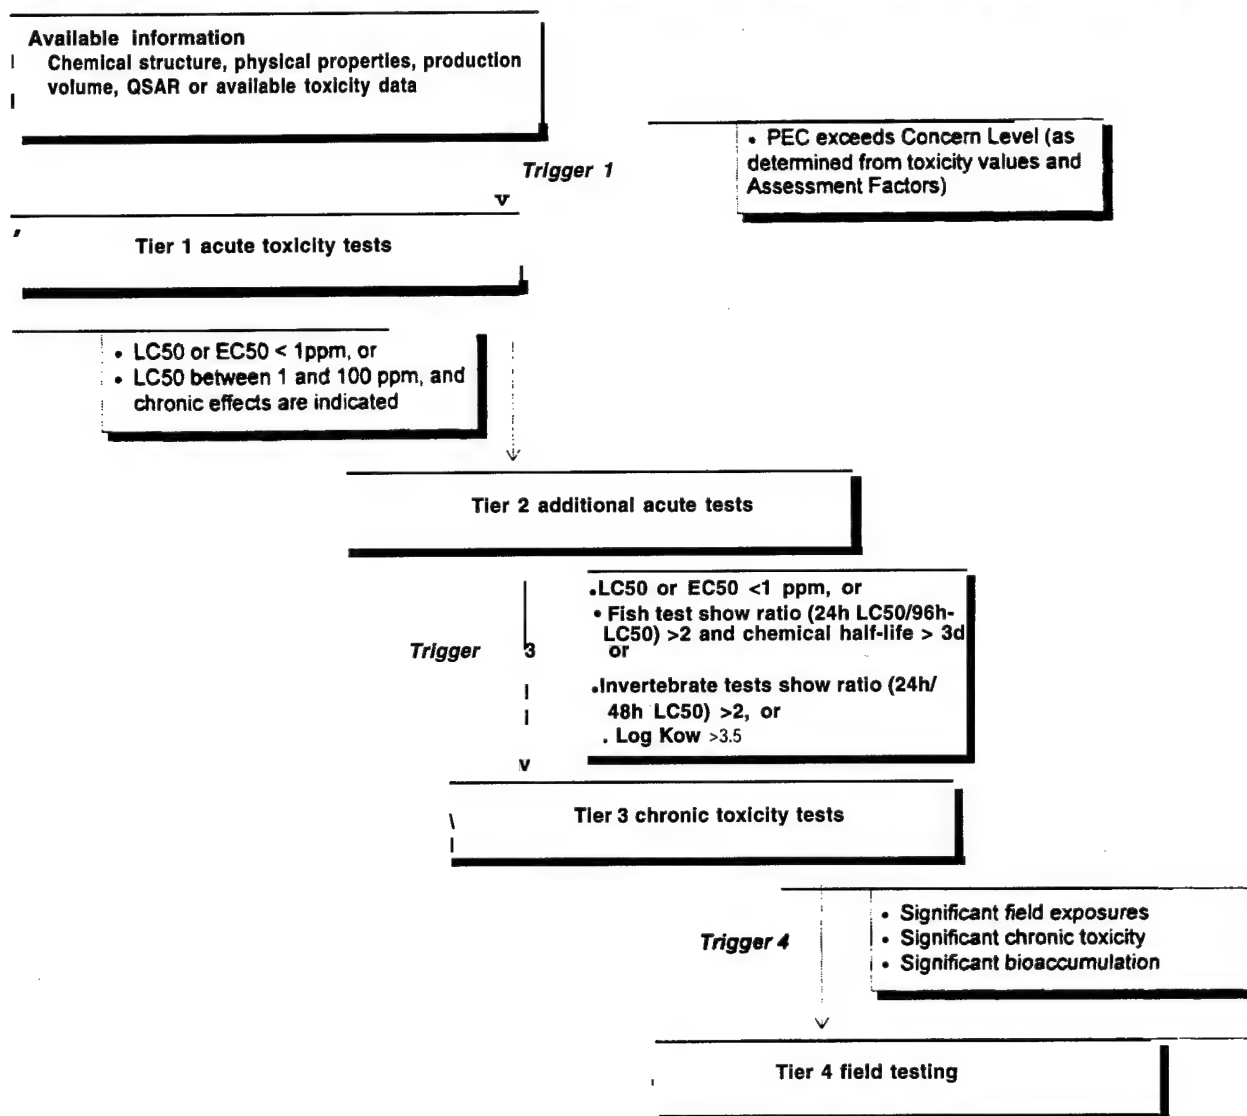 Available information
Chemical structure, physical properties, production
volume, QSAR or available toxicity data
Trigger 1
• PEC exceeds Concern Level (as
determined from toxicity values and
Assessment Factors)
v
Tier 1 acute toxicity tests
• LC50 or EC50 < 1ppm, or
• LC50 between 1 and 100 ppm, and
chronic effects are indicated
Tier 2 additional acute tests
•LC50 or EC50 <1 ppm, or
• Fish test show ratio (24h LC50/96h-
LC50) >2 and chemical half-life > 3d
or
Trigger 3
•Invertebrate tests show ratio (24h/
48h LC50) >2, or
. Log Kow >3.5
v
Tier 3 chronic toxicity tests
Trigger 4
• Significant field exposures
• Significant chronic toxicity
• Significant bioaccumulation
Tier 4 field testing